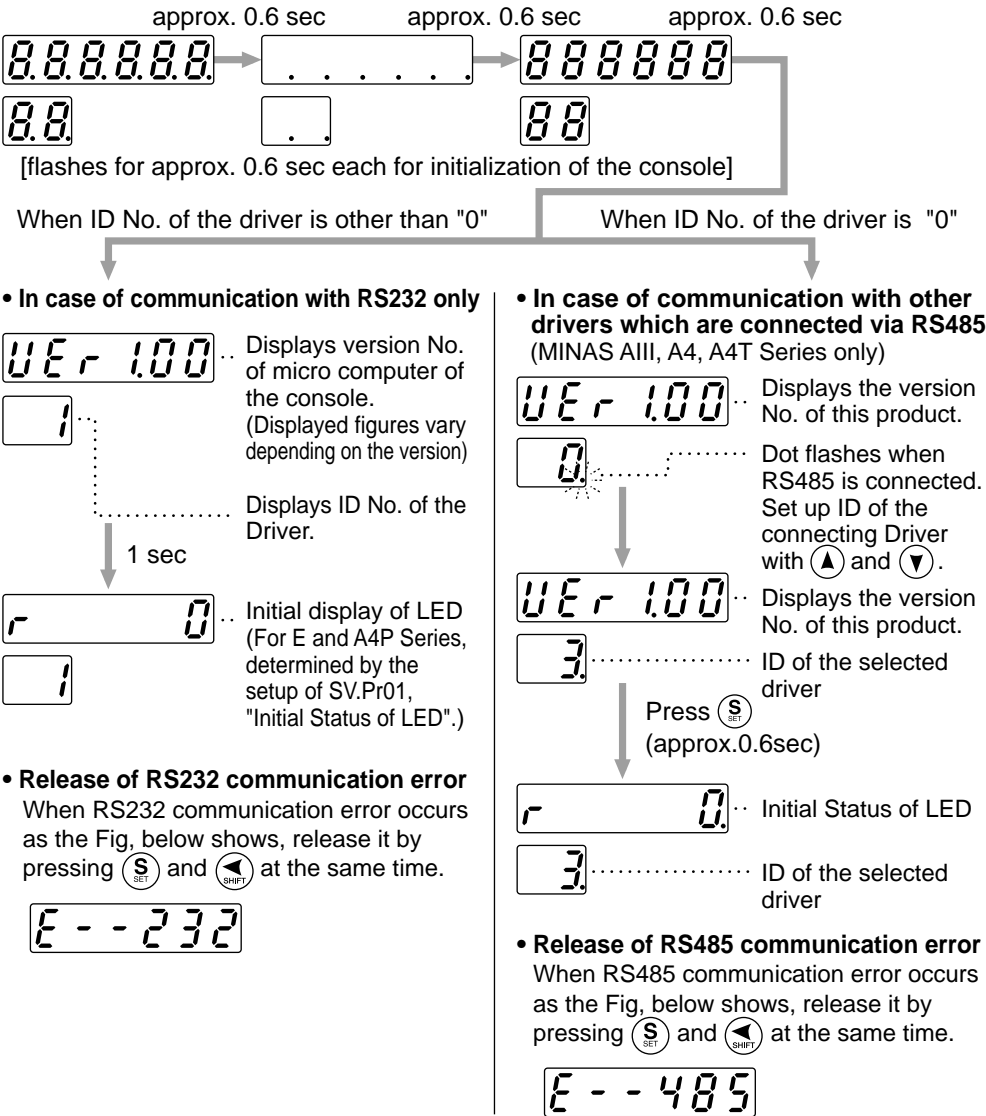 approx. 0.6 sec approx. 0.6 sec approx. 0.6 sec
8.8.8.8.8.8. . . . . . . 888888
8.8. . . 88
[flashes for approx. 0.6 sec each for initialization of the console]
When ID No. of the driver is other than "0"
When ID No. of the driver is "0"
• In case of communication with RS232 only
UEr 1.00
Displays version No.
of micro computer of
the console.
(Displayed figures vary
depending on the version)
1
Displays ID No. of the
Driver.
1 sec
r 0
Initial display of LED
(For E and A4P Series,
determined by the
setup of SV.Pr01,
"Initial Status of LED".)
1
• Release of RS232 communication error
When RS232 communication error occurs
as the Fig, below shows, release it by
pressing S SET and SHIFT at the same time.
E--232
• In case of communication with other
drivers which are connected via RS485
(MINAS AIII, A4, A4T Series only)
UEr 1.00
Displays the version
No. of this product.
0.
Dot flashes when
RS485 is connected.
Set up ID of the
connecting Driver
with ▲ and ▼ .
UEr 1.00
Displays the version
No. of this product.
3.
ID of the selected
driver
Press S SET
(approx.0.6sec)
r 0.
Initial Status of LED
3.
ID of the selected
driver
• Release of RS485 communication error
When RS485 communication error occurs
as the Fig, below shows, release it by
pressing S SET and SHIFT at the same time.
E--485